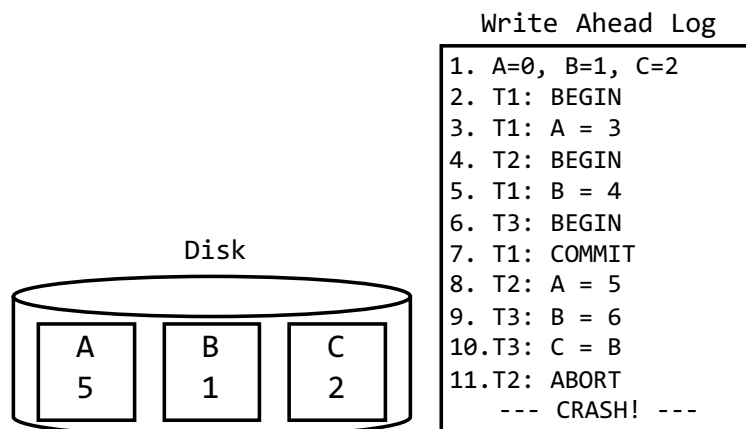 Write Ahead Log
1. A=0, B=1, C=2
2. T1: BEGIN
3. T1: A = 3
4. T2: BEGIN
5. T1: B = 4
6. T3: BEGIN
7. T1: COMMIT
8. T2: A = 5
9. T3: B = 6
10.T3: C = B
11.T2: ABORT
--- CRASH! ---
Disk
A B C
5 1 2